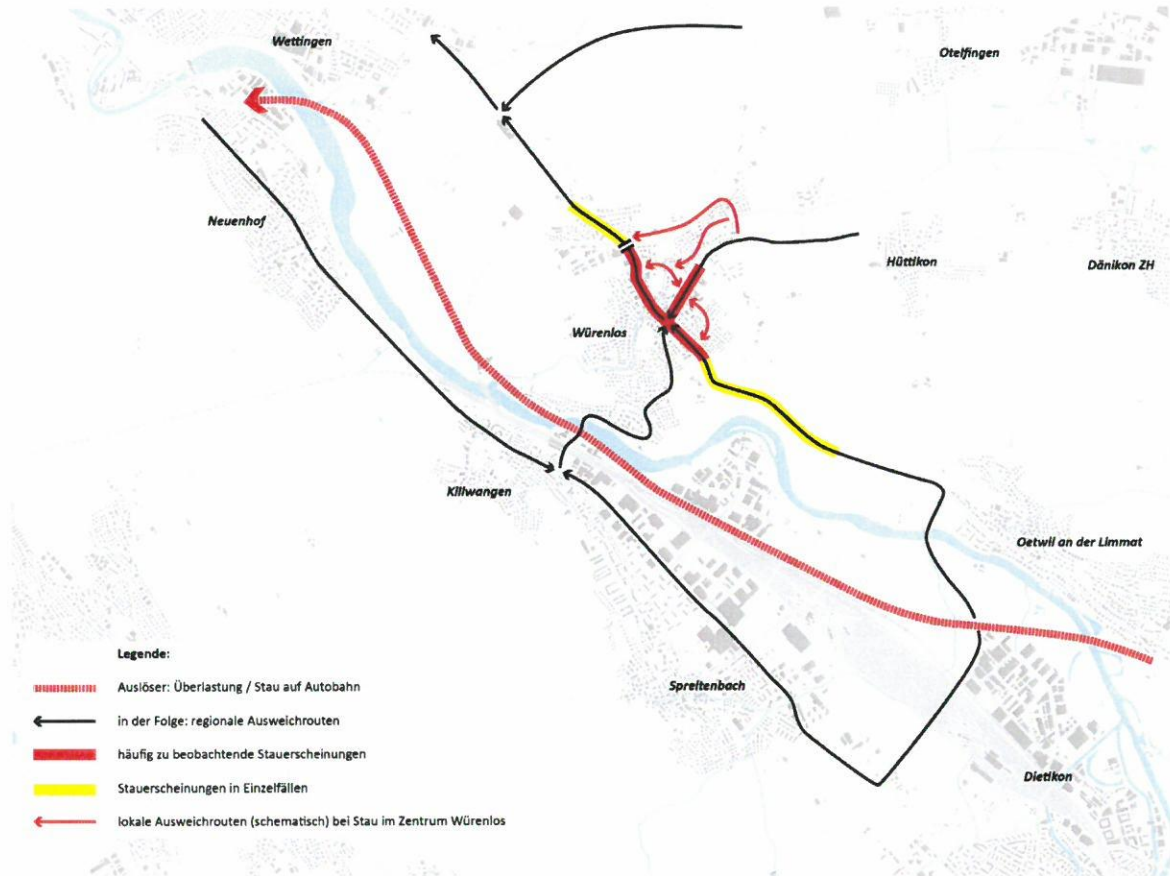 Wettingen
Otelfingen
Neuenhof
Hüttikon
Dänikon ZH
Würenlos
Killwangen
Oetwil an der Limmat
Spreitenbach
Dietikon
Legende:
Auslöser: Überlastung / Stau auf Autobahn
in der Folge: regionale Ausweichrouten
häufig zu beobachtende Stauerscheinungen
Stauerscheinungen in Einzelfällen
lokale Ausweichrouten (schematisch) bei Stau im Zentrum Würenlos